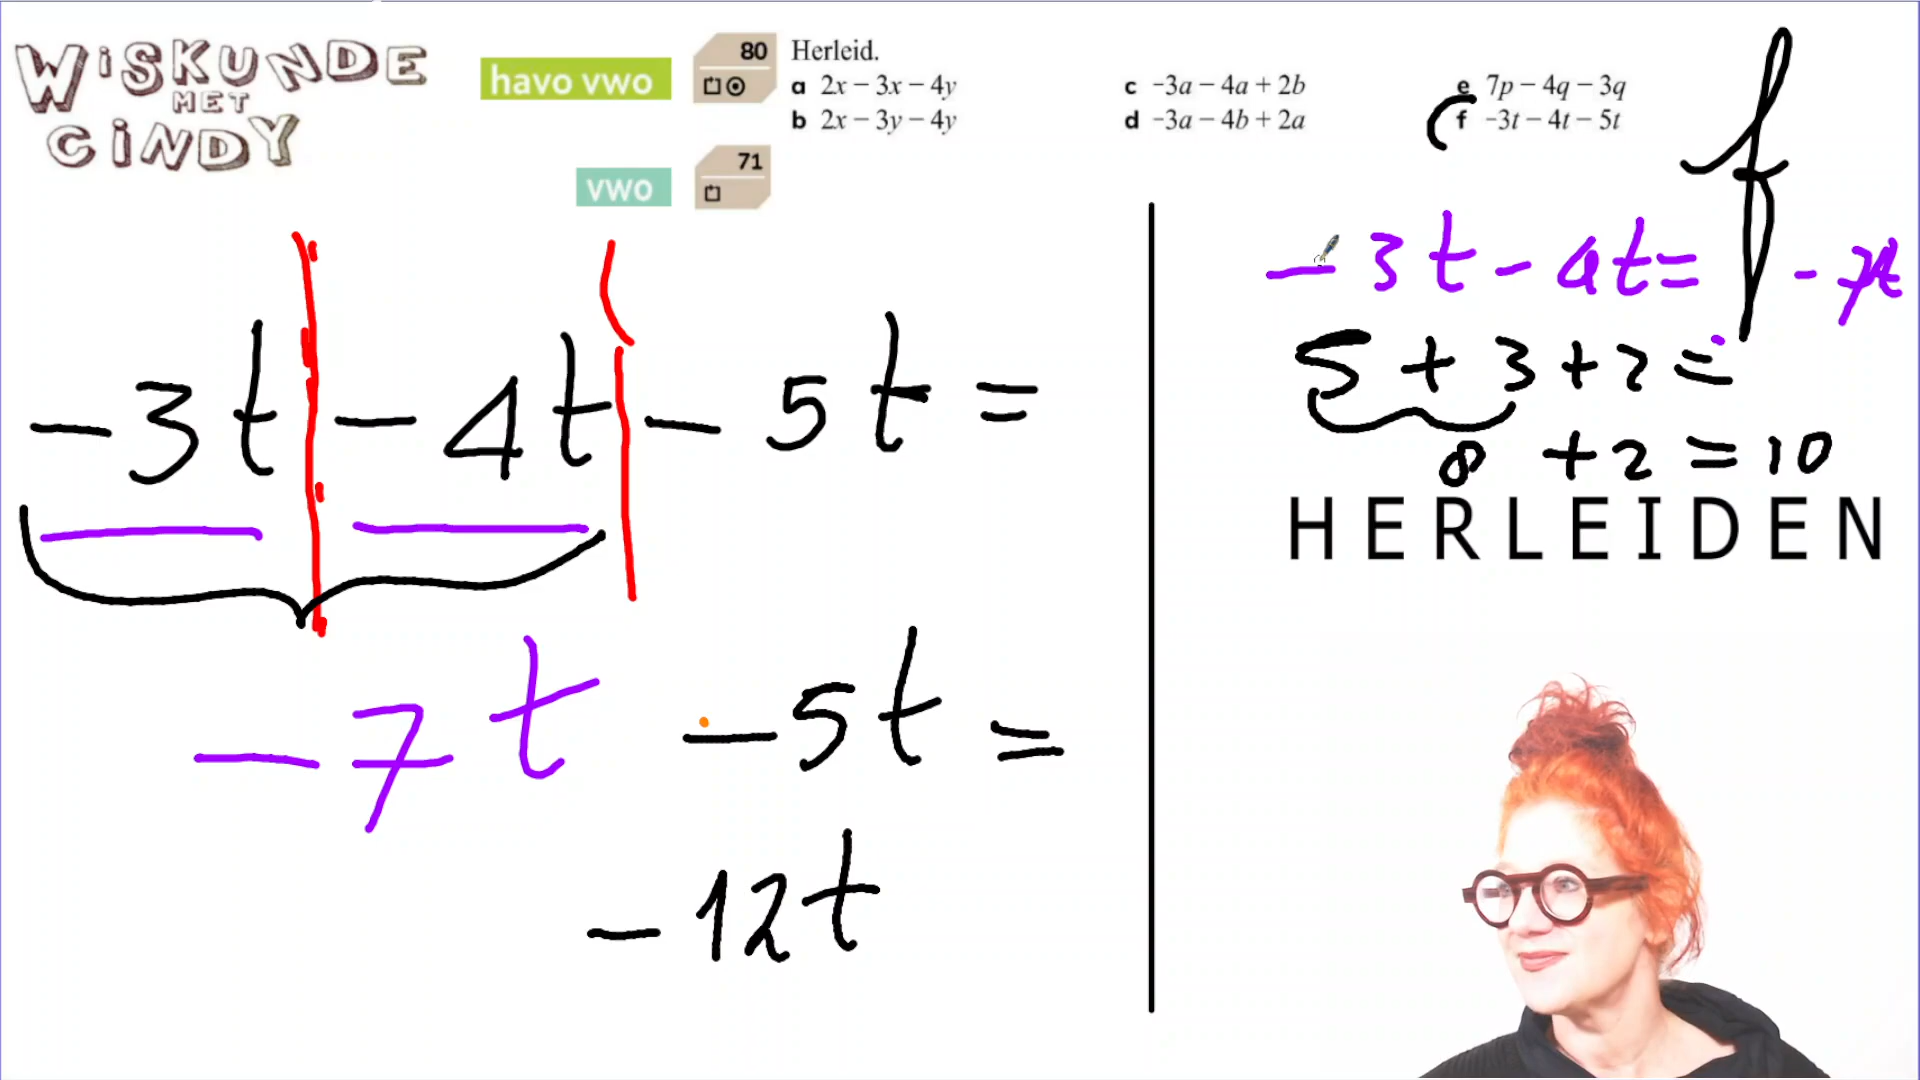 WiSKUNDE
MET
CiNDY
havo vwo
80
Herleid.
a 2x – 3x – 4y
b 2x – 3y – 4y
c -3a – 4a + 2b
d -3a – 4b + 2a
e 7p – 4q – 3q
f -3t – 4t – 5t
vwo
71
f
-3t - 4t - 5t =
-7t - 5t =
-12t
-3t - 4t = -7t
5 + 3 + 2 =
8 + 2 = 10
HERLEIDEN